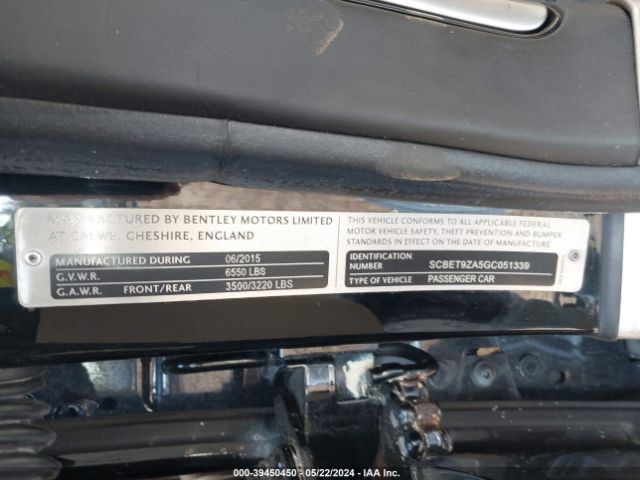 MANUFACTURED BY BENTLEY MOTORS LIMITED
AT CREWE, CHESHIRE, ENGLAND
MANUFACTURED DURING 06/2015
G.V.W.R. 6550 LBS
G.A.W.R. FRONT/REAR 3500/3220 LBS
THIS VEHICLE CONFORMS TO ALL APPLICABLE FEDERAL
MOTOR VEHICLE SAFETY, THEFT PREVENTION AND BUMPER
STANDARDS IN EFFECT ON THE DATE OF MANUFACTURE
IDENTIFICATION
NUMBER SCBET9ZA5GC051339
TYPE OF VEHICLE PASSENGER CAR
000-39450450 - 05/22/2024 - IAA Inc.